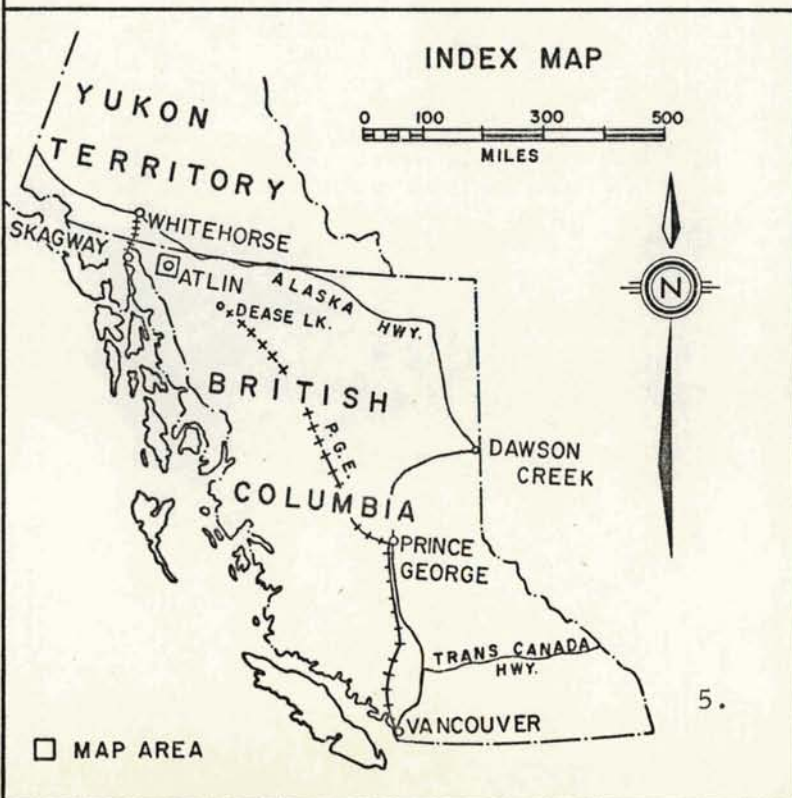 INDEX MAP
0 100 300 500
MILES
YUKON
TERRITORY
WHITEHORSE
SKAGWAY
ATLIN
ALASKA
HWY.
DEASE LK.
N
BRITISH
P.G.E.
DAWSON
CREEK
COLUMBIA
PRINCE
GEORGE
TRANS CANADA
HWY.
5.
VANCOUVER
MAP AREA